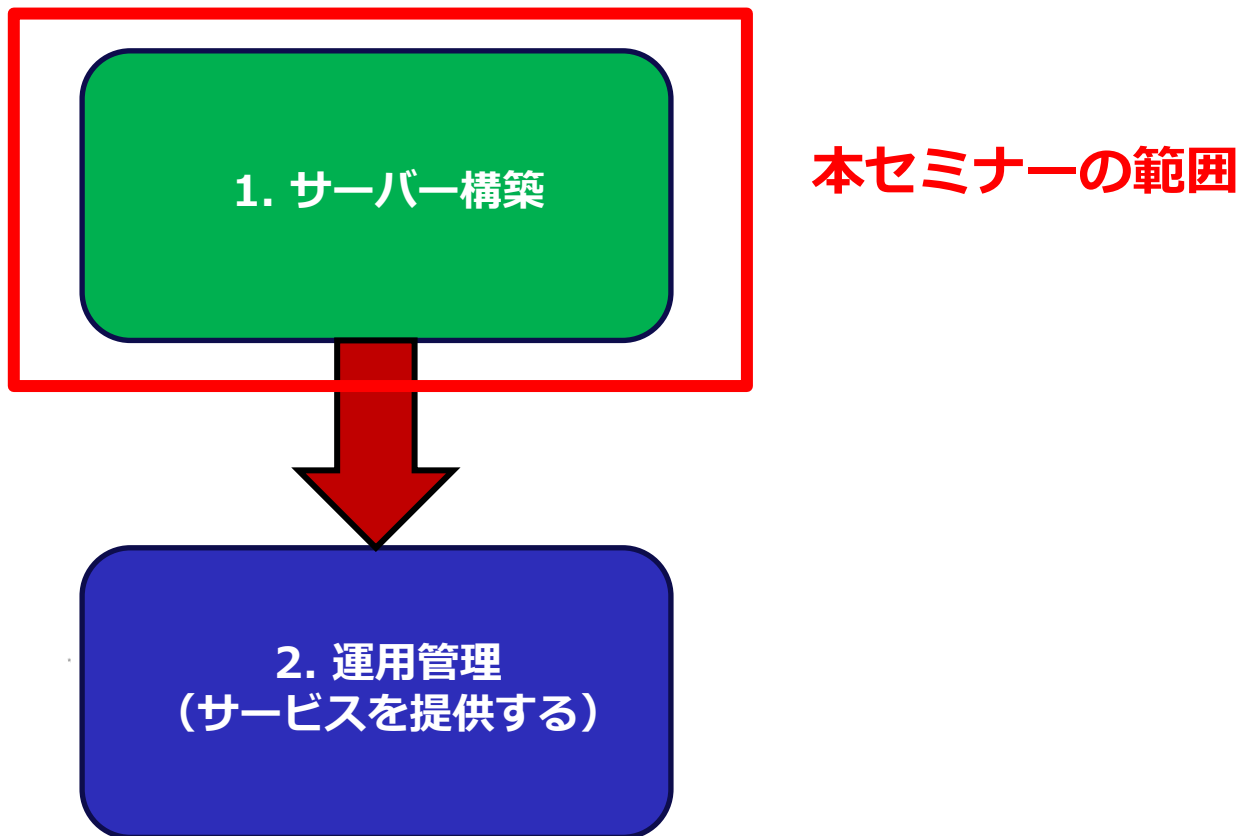 1. サーバー構築
本セミナーの範囲
2. 運用管理
（サービスを提供する）